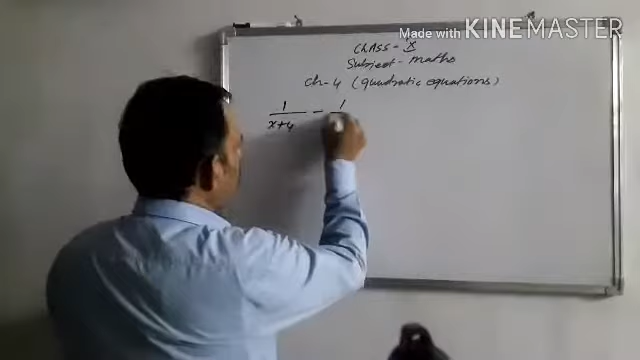 Made with KINEMASTER
Class - X
Subject - maths
Ch-4 (quadratic equations)
1/(x+4) - 1/